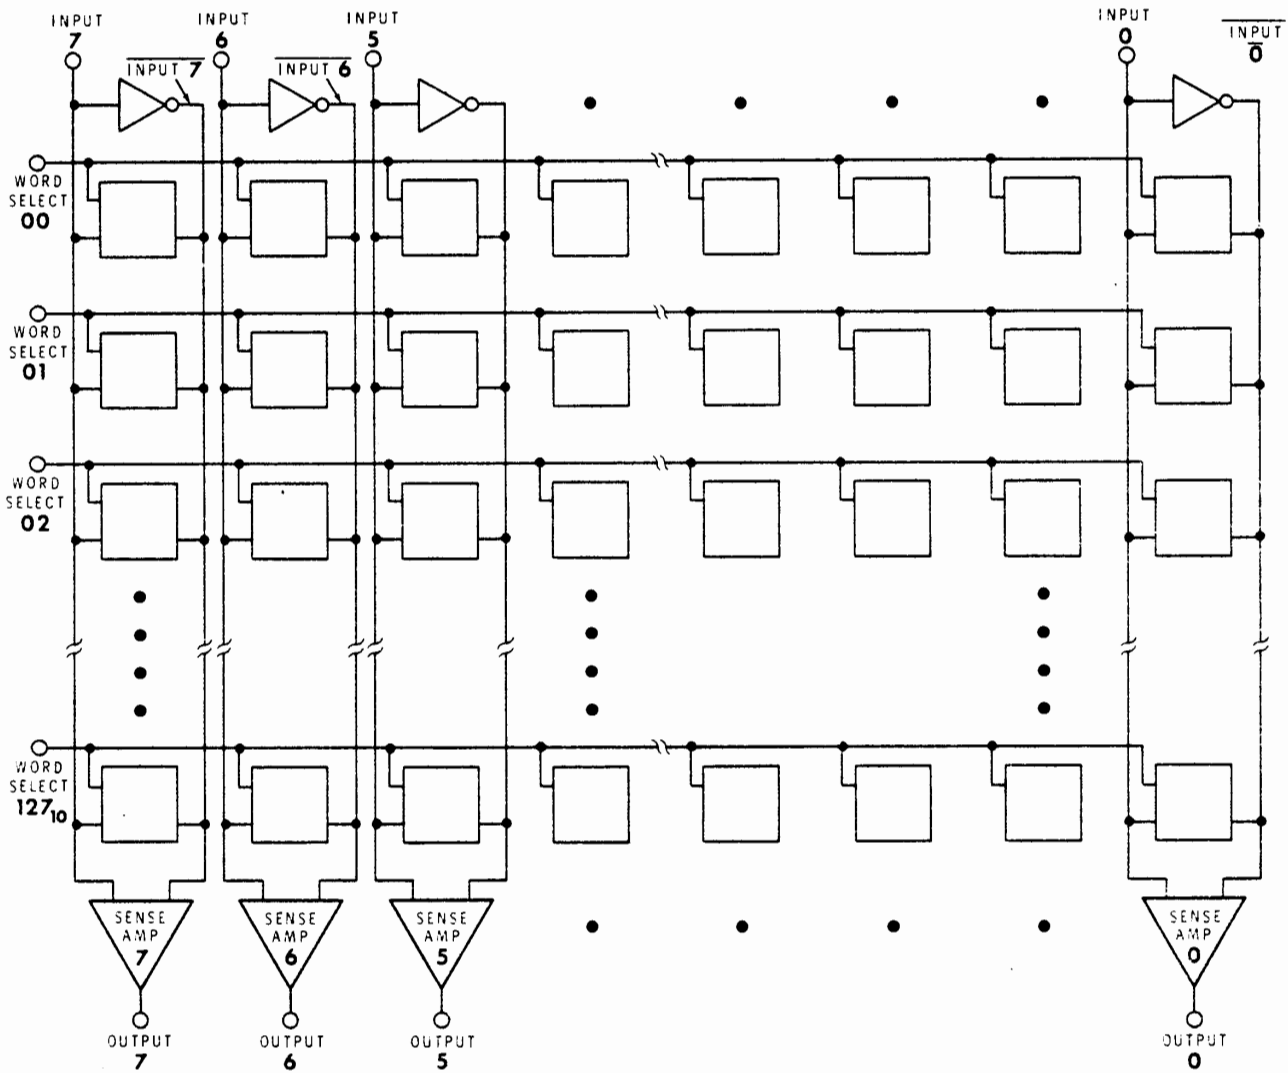 INPUT
7
INPUT
6
INPUT
5
INPUT
0
INPUT
0
INPUT 7
INPUT 6
WORD
SELECT
00
WORD
SELECT
01
WORD
SELECT
02
WORD
SELECT
127₁₀
SENSE
AMP
7
SENSE
AMP
6
SENSE
AMP
5
SENSE
AMP
0
OUTPUT
7
OUTPUT
6
OUTPUT
5
OUTPUT
0